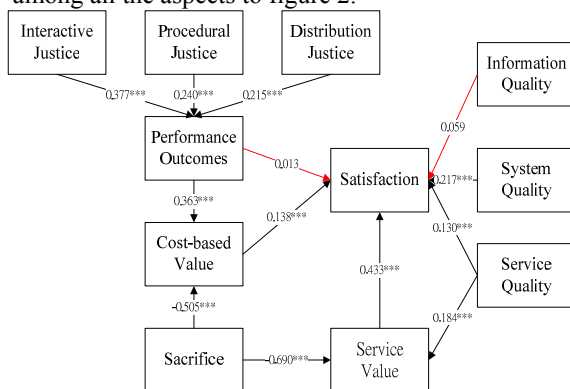 among all the aspects to figure 2.
Interactive
Justice
Procedural
Justice
Distribution
Justice
Information
Quality
0.377***
0.240***
0.215***
0.059
Performance
Outcomes
0.013
Satisfaction
0.217***
System
Quality
0.363***
0.138***
0.130***
Cost-based
Value
0.433***
Service
Quality
-0.505***
0.184***
Sacrifice
-0.690***
Service
Value